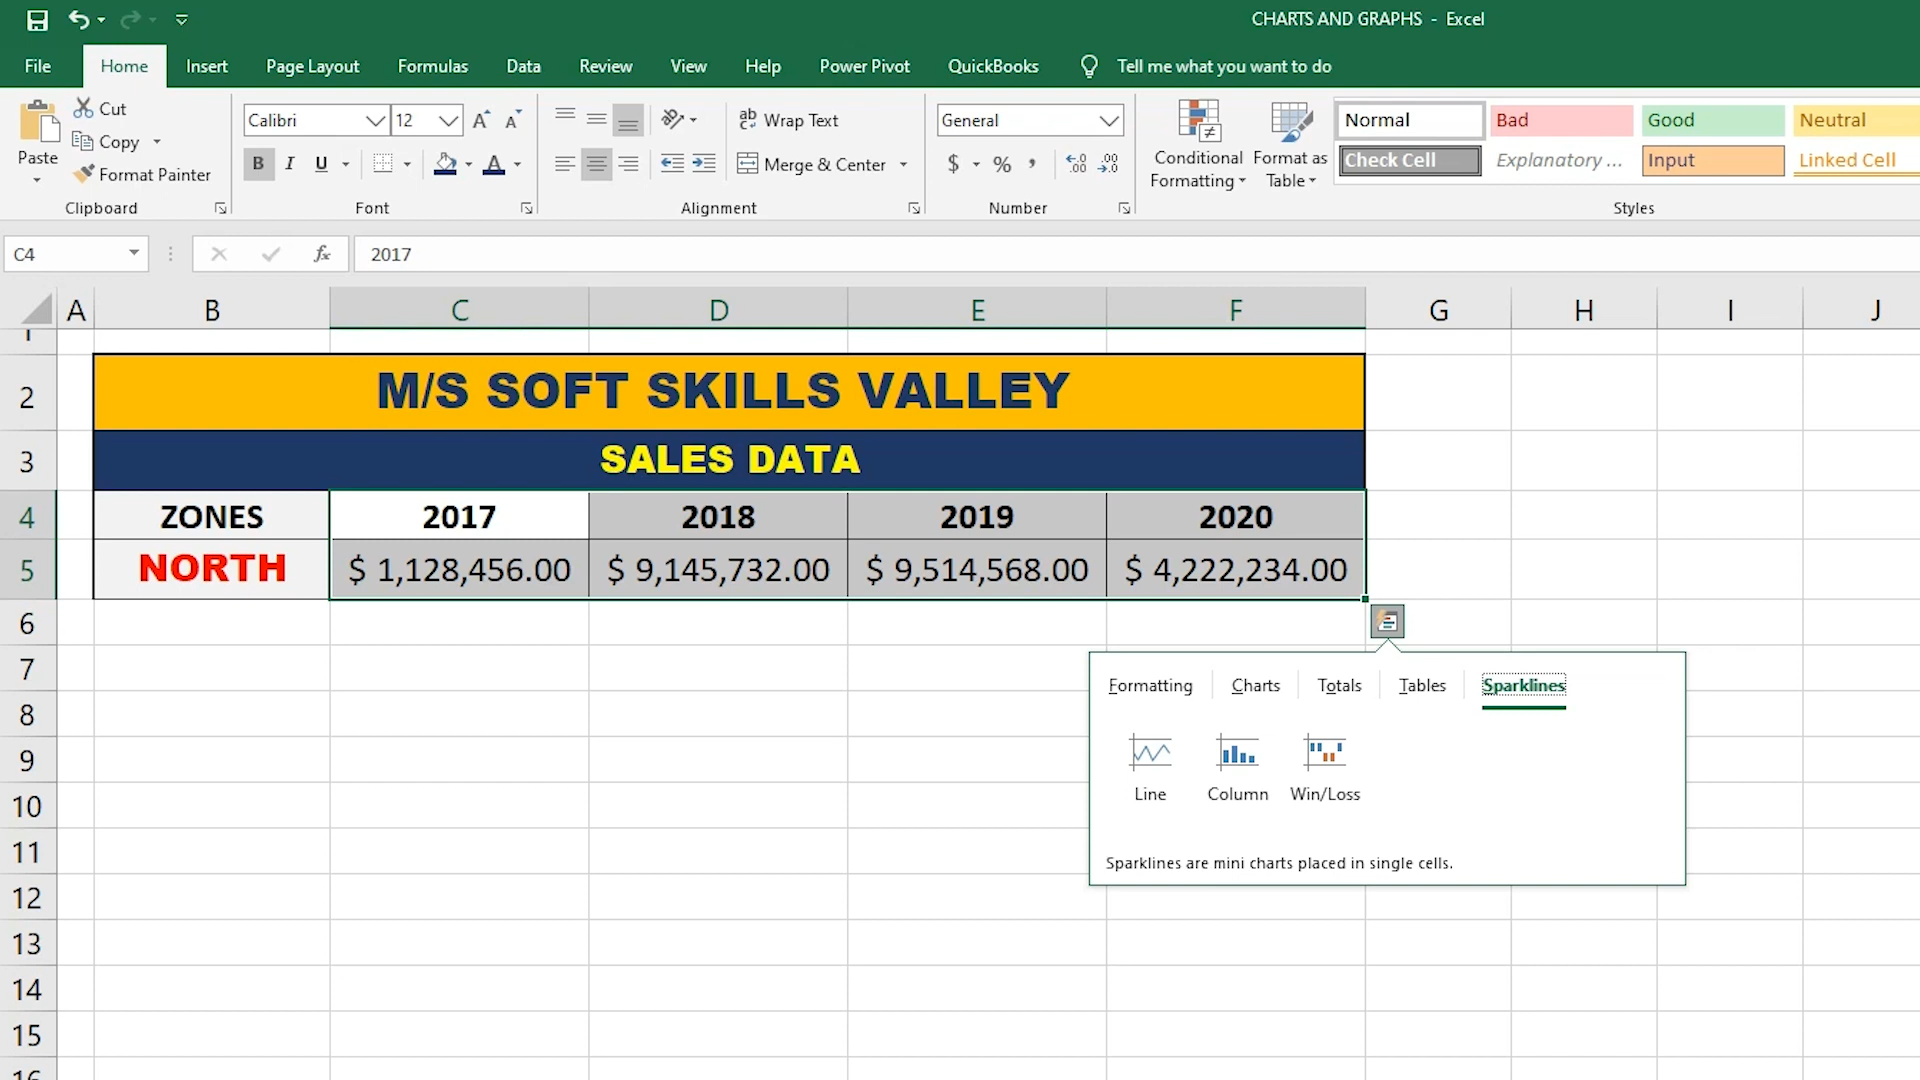 CHARTS AND GRAPHS - Excel
File Home Insert Page Layout Formulas Data Review View Help Power Pivot QuickBooks Tell me what you want to do
Paste
Cut
Copy
Format Painter
Clipboard
Calibri 12
B I U
Font
Wrap Text
Merge & Center
Alignment
General
$ % ,
Number
Conditional Formatting
Format as Table
Normal Bad Good Neutral
Check Cell Explanatory ... Input Linked Cell
Styles
C4 fx 2017
A B C D E F G H I J
1
2 M/S SOFT SKILLS VALLEY
3 SALES DATA
4 ZONES 2017 2018 2019 2020
5 NORTH $ 1,128,456.00 $ 9,145,732.00 $ 9,514,568.00 $ 4,222,234.00
6
7
Formatting Charts Totals Tables Sparklines
8
9
Line Column Win/Loss
10
11
Sparklines are mini charts placed in single cells.
12
13
14
15
16